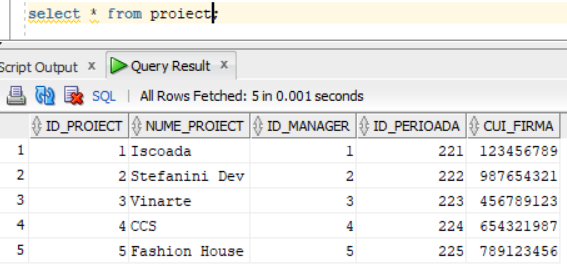 select * from proiect;
Script Output x Query Result x
SQL | All Rows Fetched: 5 in 0.001 seconds
ID_PROIECT NUME_PROIECT ID_MANAGER ID_PERIOADA CUI_FIRMA
1 1 Iscoada 1 221 123456789
2 2 Stefanini Dev 2 222 987654321
3 3 Vinarte 3 223 456789123
4 4 CCS 4 224 654321987
5 5 Fashion House 5 225 789123456